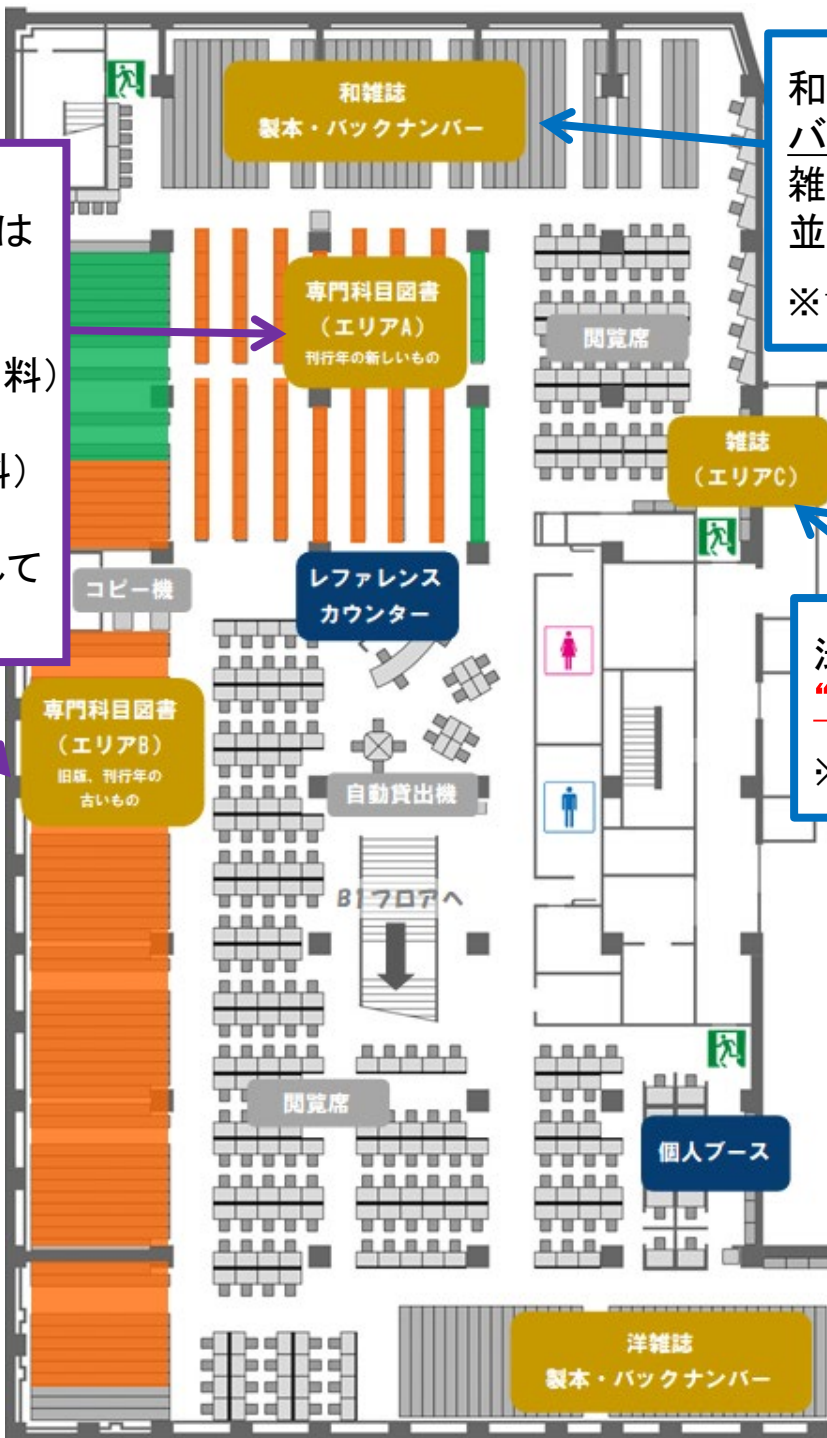 和雑誌
製本・バックナンバー
和
バ
雑
並
※
は
料）
料）
して
専門科目図書
（エリアA）
刊行年の新しいもの
閲覧席
雑誌
（エリアC）
コピー機
レファレンス
カウンター
専門科目図書
（エリアB）
旧版、刊行年の
古いもの
“
※
自動貸出機
B1フロアへ
閲覧席
個人ブース
洋雑誌
製本・バックナンバー